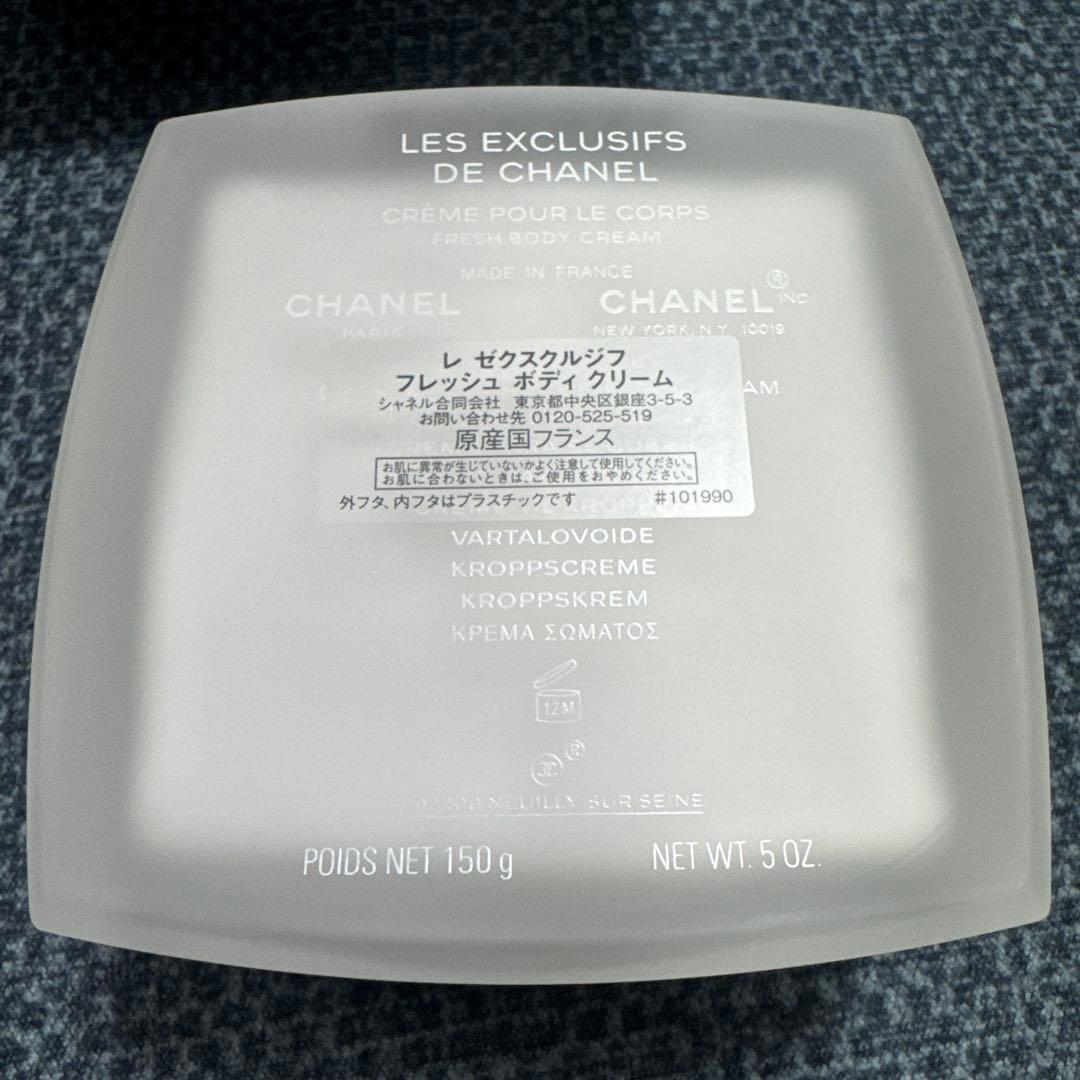 LES EXCLUSIFS
DE CHANEL
CRÈME POUR LE CORPS
FRESH BODY CREAM
MADE IN FRANCE
CHANEL
PARIS
CHANEL® INC
NEW YORK, N.Y. 10019
レ ゼクスクルジフ
フレッシュ ボディ クリーム
シャネル合同会社 東京都中央区銀座3-5-3
お問い合わせ先 0120-525-519
原産国フランス
お肌に異常が生じていないかよく注意して使用してください。
お肌に合わないときは、ご使用をおやめください。
外フタ、内フタはプラスチックです #101990
VARTALOVOIDE
KROPPSCREME
KROPPSKREM
ΚΡΕΜΑ ΣΩΜΑΤΟΣ
12M
®
NEUILLY SUR SEINE
POIDS NET 150 g NET WT. 5 OZ.